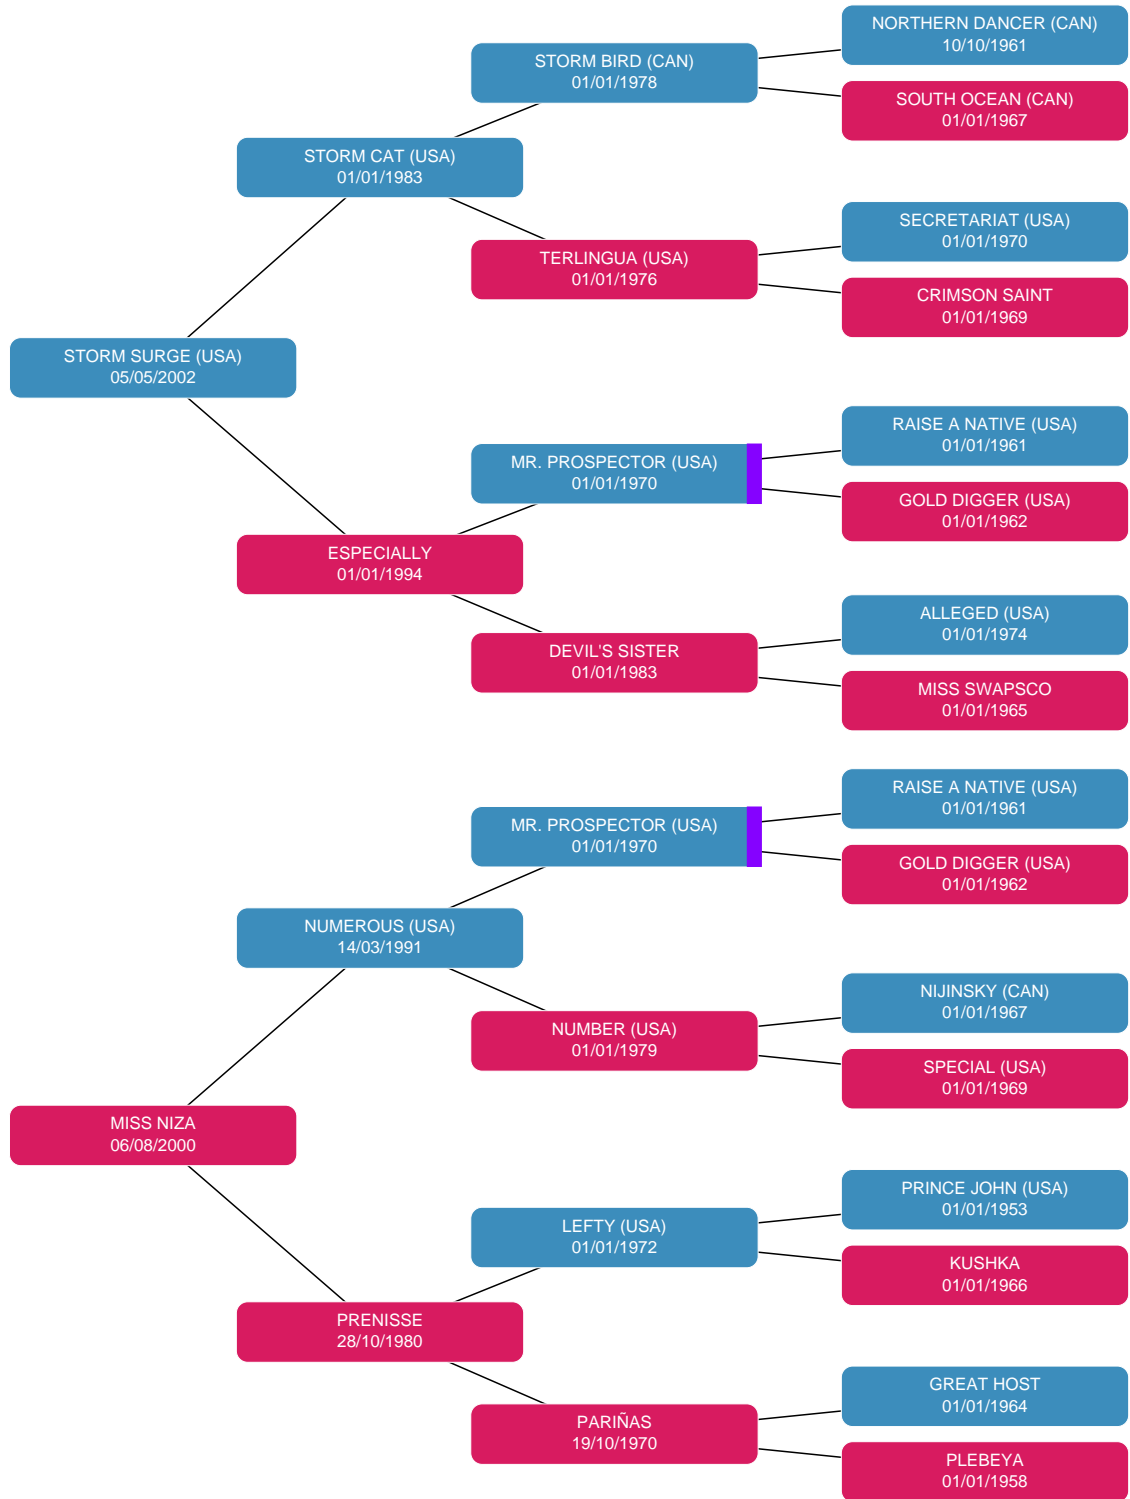 NORTHERN DANCER (CAN)
10/10/1961
STORM BIRD (CAN)
01/01/1978
SOUTH OCEAN (CAN)
01/01/1967
STORM CAT (USA)
01/01/1983
SECRETARIAT (USA)
01/01/1970
TERLINGUA (USA)
01/01/1976
CRIMSON SAINT
01/01/1969
STORM SURGE (USA)
05/05/2002
RAISE A NATIVE (USA)
01/01/1961
MR. PROSPECTOR (USA)
01/01/1970
GOLD DIGGER (USA)
01/01/1962
ESPECIALLY
01/01/1994
ALLEGED (USA)
01/01/1974
DEVIL'S SISTER
01/01/1983
MISS SWAPSCO
01/01/1965
RAISE A NATIVE (USA)
01/01/1961
MR. PROSPECTOR (USA)
01/01/1970
GOLD DIGGER (USA)
01/01/1962
NUMEROUS (USA)
14/03/1991
NIJINSKY (CAN)
01/01/1967
NUMBER (USA)
01/01/1979
SPECIAL (USA)
01/01/1969
MISS NIZA
06/08/2000
PRINCE JOHN (USA)
01/01/1953
LEFTY (USA)
01/01/1972
KUSHKA
01/01/1966
PRENISSE
28/10/1980
GREAT HOST
01/01/1964
PARIÑAS
19/10/1970
PLEBEYA
01/01/1958